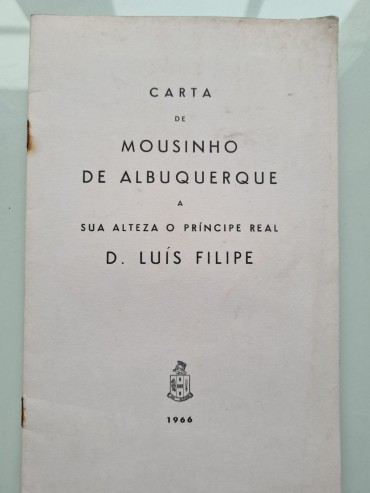 CARTA
DE
MOUSINHO
DE ALBUQUERQUE
A
SUA ALTEZA O PRÍNCIPE REAL
D. LUÍS FILIPE
1966